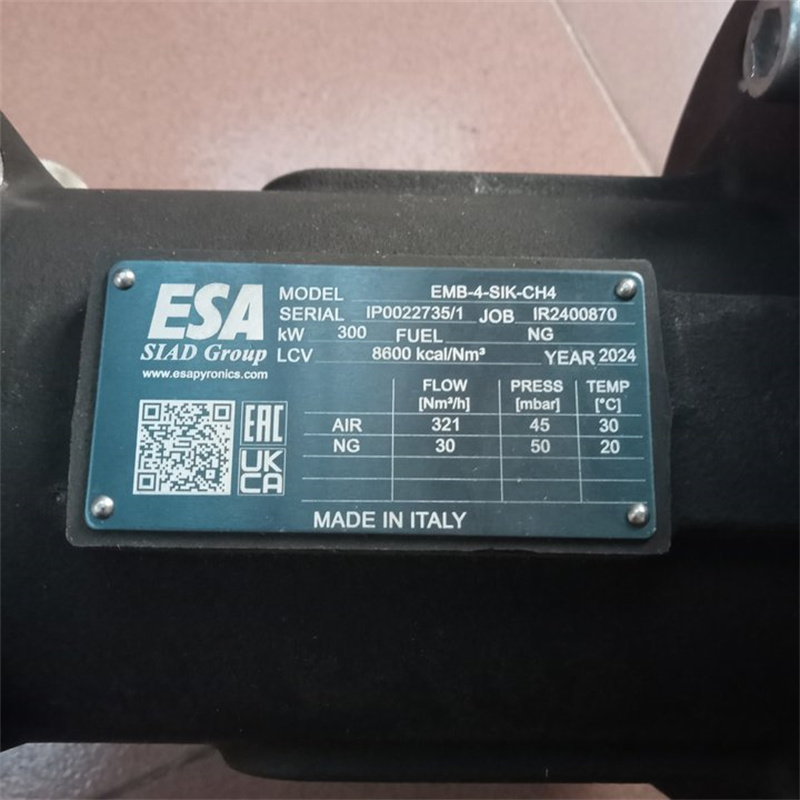 ESA
SIAD Group
www.esapyronics.com
MODEL EMB-4-SIK-CH4
SERIAL IP0022735/1 JOB IR2400870
kW 300 FUEL NG
LCV 8600 kcal/Nm³ YEAR 2024
FLOW PRESS TEMP
[Nm³/h] [mbar] [°C]
AIR 321 45 30
NG 30 50 20
EAC
UK
CA
MADE IN ITALY